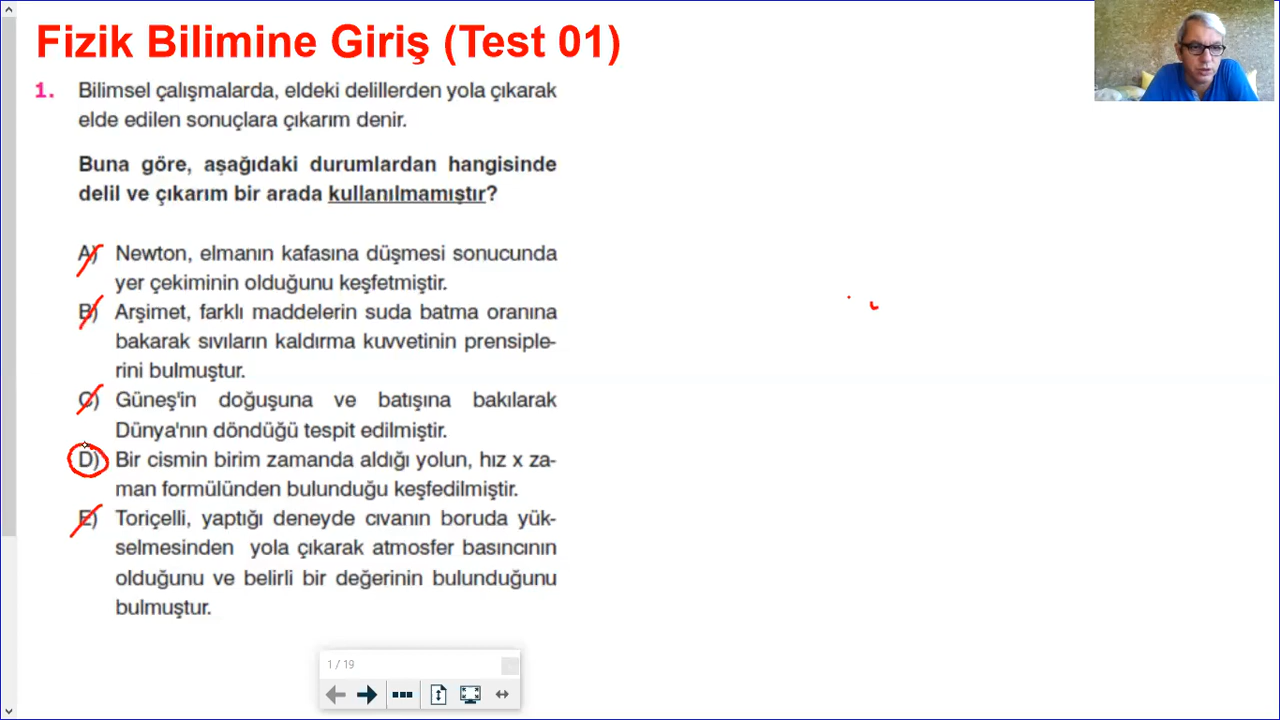 Fizik Bilimine Giriş (Test 01)
1. Bilimsel çalışmalarda, eldeki delillerden yola çıkarak
elde edilen sonuçlara çıkarım denir.
Buna göre, aşağıdaki durumlardan hangisinde
delil ve çıkarım bir arada kullanılmamıştır?
A) Newton, elmanın kafasına düşmesi sonucunda
yer çekiminin olduğunu keşfetmiştir.
B) Arşimet, farklı maddelerin suda batma oranına
bakarak sıvıların kaldırma kuvvetinin prensiple-
rini bulmuştur.
C) Güneş'in doğuşuna ve batışına bakılarak
Dünya'nın döndüğü tespit edilmiştir.
D) Bir cismin birim zamanda aldığı yolun, hız x za-
man formülünden bulunduğu keşfedilmiştir.
E) Toriçelli, yaptığı deneyde cıvanın boruda yük-
selmesinden yola çıkarak atmosfer basıncının
olduğunu ve belirli bir değerinin bulunduğunu
bulmuştur.
1 / 19